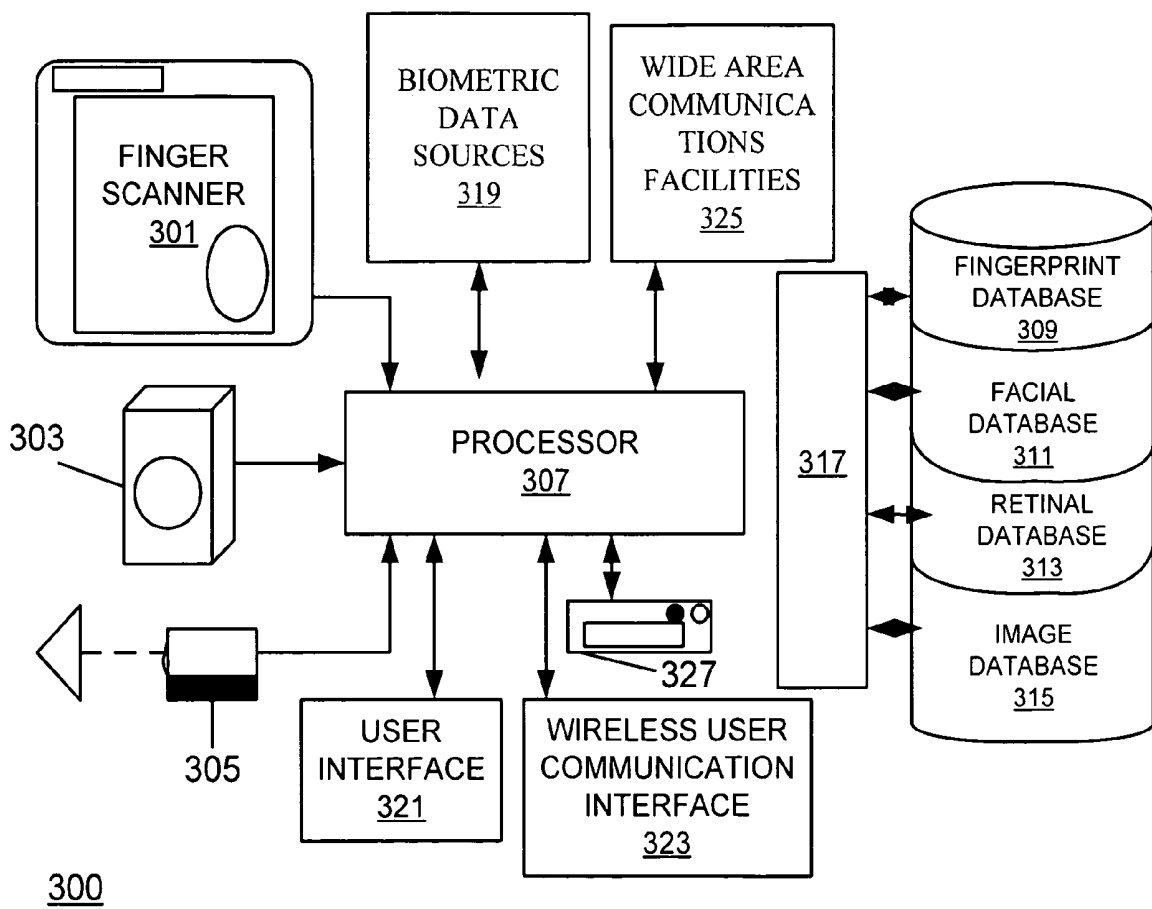 FINGER
SCANNER
301
BIOMETRIC
DATA
SOURCES
319
WIDE AREA
COMMUNICA
TIONS
FACILITIES
325
FINGERPRINT
DATABASE
309
FACIAL
DATABASE
311
RETINAL
DATABASE
313
IMAGE
DATABASE
315
317
303
PROCESSOR
307
305
327
USER
INTERFACE
321
WIRELESS USER
COMMUNICATION
INTERFACE
323
300